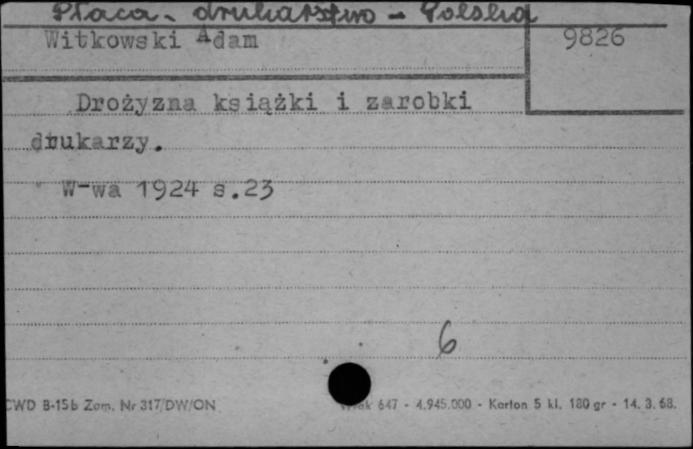 Płaca - drukarstwo - Polska
Witkowski Adam
9826
Drożyzna książki i zarobki
drukarzy.
W-wa 1924 s.23
6
CWD B-15b Zam. Nr 317/DW/ON
647 - 4.945.000 - Karton 5 kl. 180 gr - 14. 3. 68.